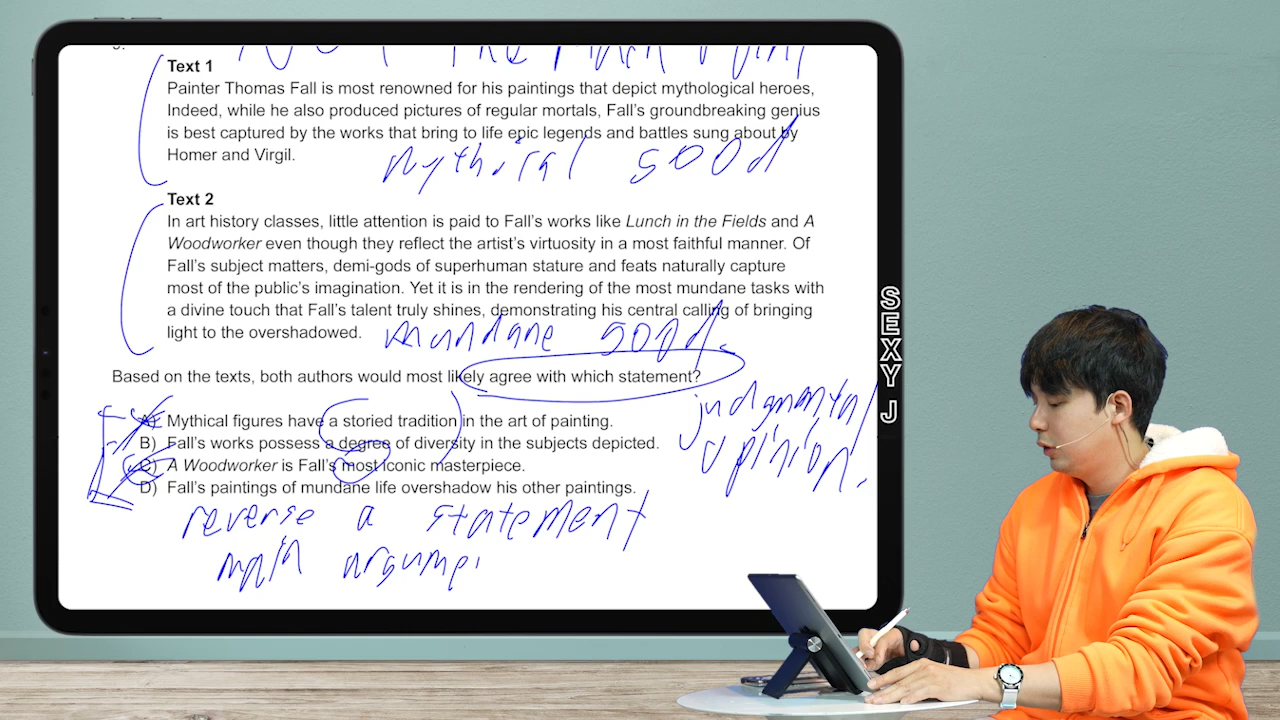 Text 1
Painter Thomas Fall is most renowned for his paintings that depict mythological heroes,
Indeed, while he also produced pictures of regular mortals, Fall's groundbreaking genius
is best captured by the works that bring to life epic legends and battles sung about by
Homer and Virgil.
mythical good
Text 2
In art history classes, little attention is paid to Fall's works like Lunch in the Fields and A
Woodworker even though they reflect the artist's virtuosity in a most faithful manner. Of
Fall's subject matters, demi-gods of superhuman stature and feats naturally capture
most of the public's imagination. Yet it is in the rendering of the most mundane tasks with
a divine touch that Fall's talent truly shines, demonstrating his central calling of bringing
light to the overshadowed.
mundane good.
Based on the texts, both authors would most likely agree with which statement?
judgmental
opinion.
A) Mythical figures have a storied tradition in the art of painting.
B) Fall's works possess a degree of diversity in the subjects depicted.
C) A Woodworker is Fall's most iconic masterpiece.
D) Fall's paintings of mundane life overshadow his other paintings.
reverse a statement
main argume
SEXY J